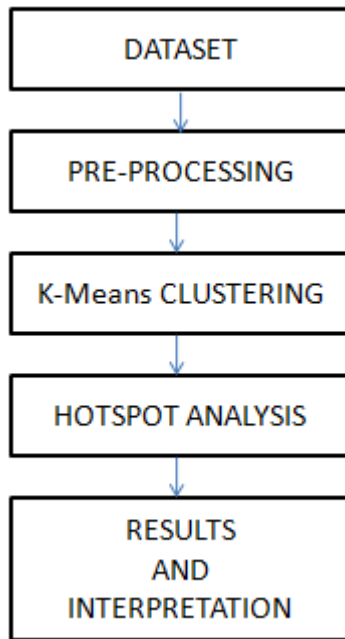 DATASET
PRE-PROCESSING
K-Means CLUSTERING
HOTSPOT ANALYSIS
RESULTS
AND
INTERPRETATION